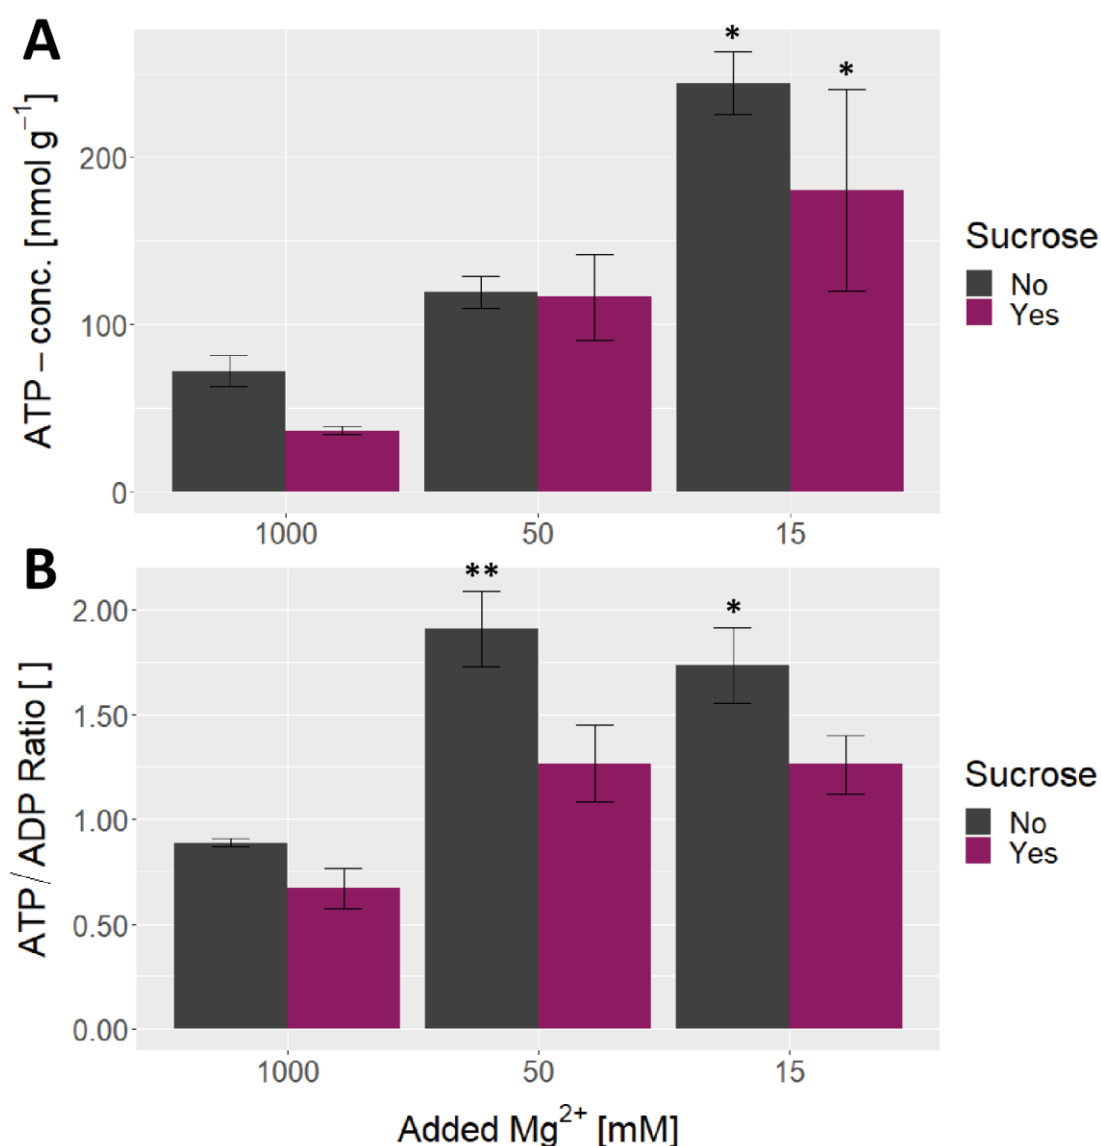 A
ATP – conc. [nmol g⁻¹]
*
*
200
100
0
1000
50
15
Sucrose
No
Yes
B
ATP / ADP Ratio [ ]
**
*
2.00
1.50
1.00
0.50
0.00
1000
50
15
Sucrose
No
Yes
Added Mg²⁺ [mM]